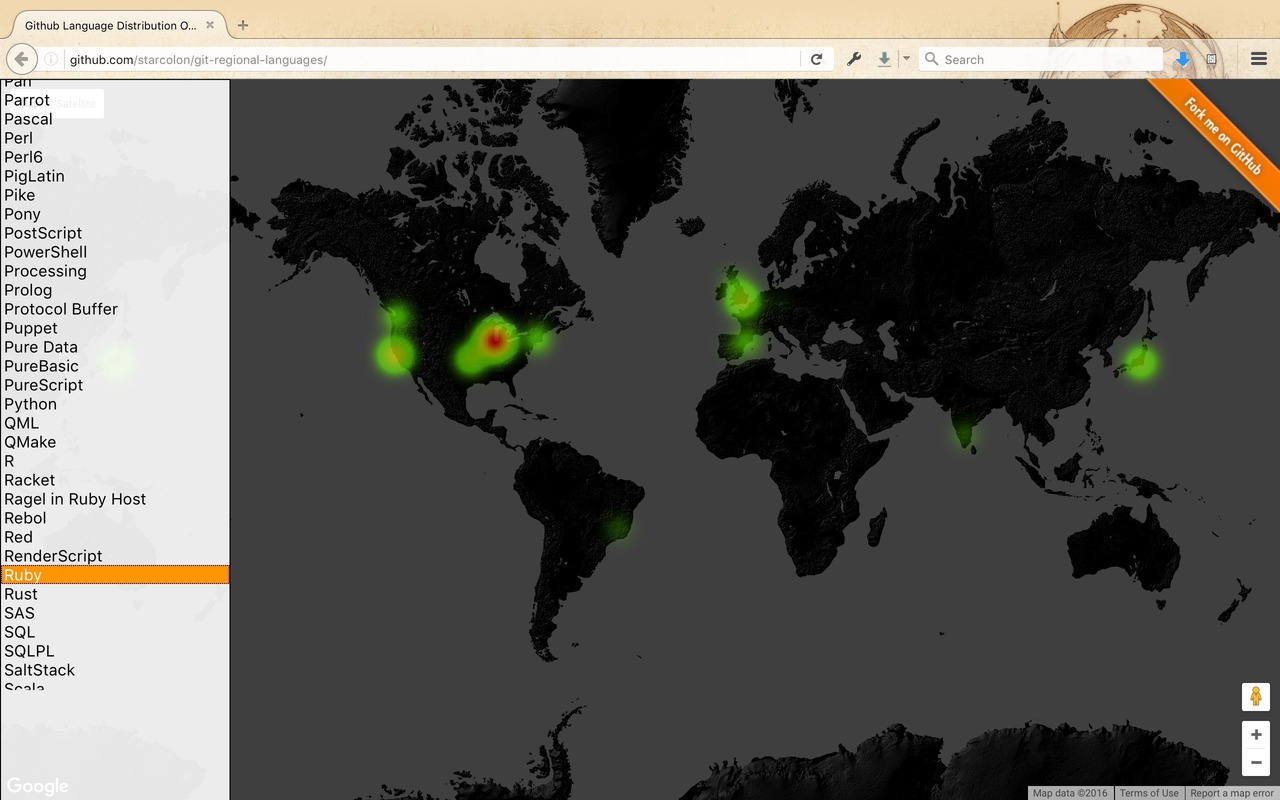 Github Language Distribution O...
github.com/starcolon/git-regional-languages/
Search
Pan
Satellite
Parrot
Pascal
Perl
Perl6
PigLatin
Pike
Pony
PostScript
PowerShell
Processing
Prolog
Protocol Buffer
Puppet
Pure Data
PureBasic
PureScript
Python
QML
QMake
R
Racket
Ragel in Ruby Host
Rebol
Red
RenderScript
Ruby
Rust
SAS
SQL
SQLPL
SaltStack
Scala
Fork me on GitHub
Google
Map data ©2016
Terms of Use
Report a map error